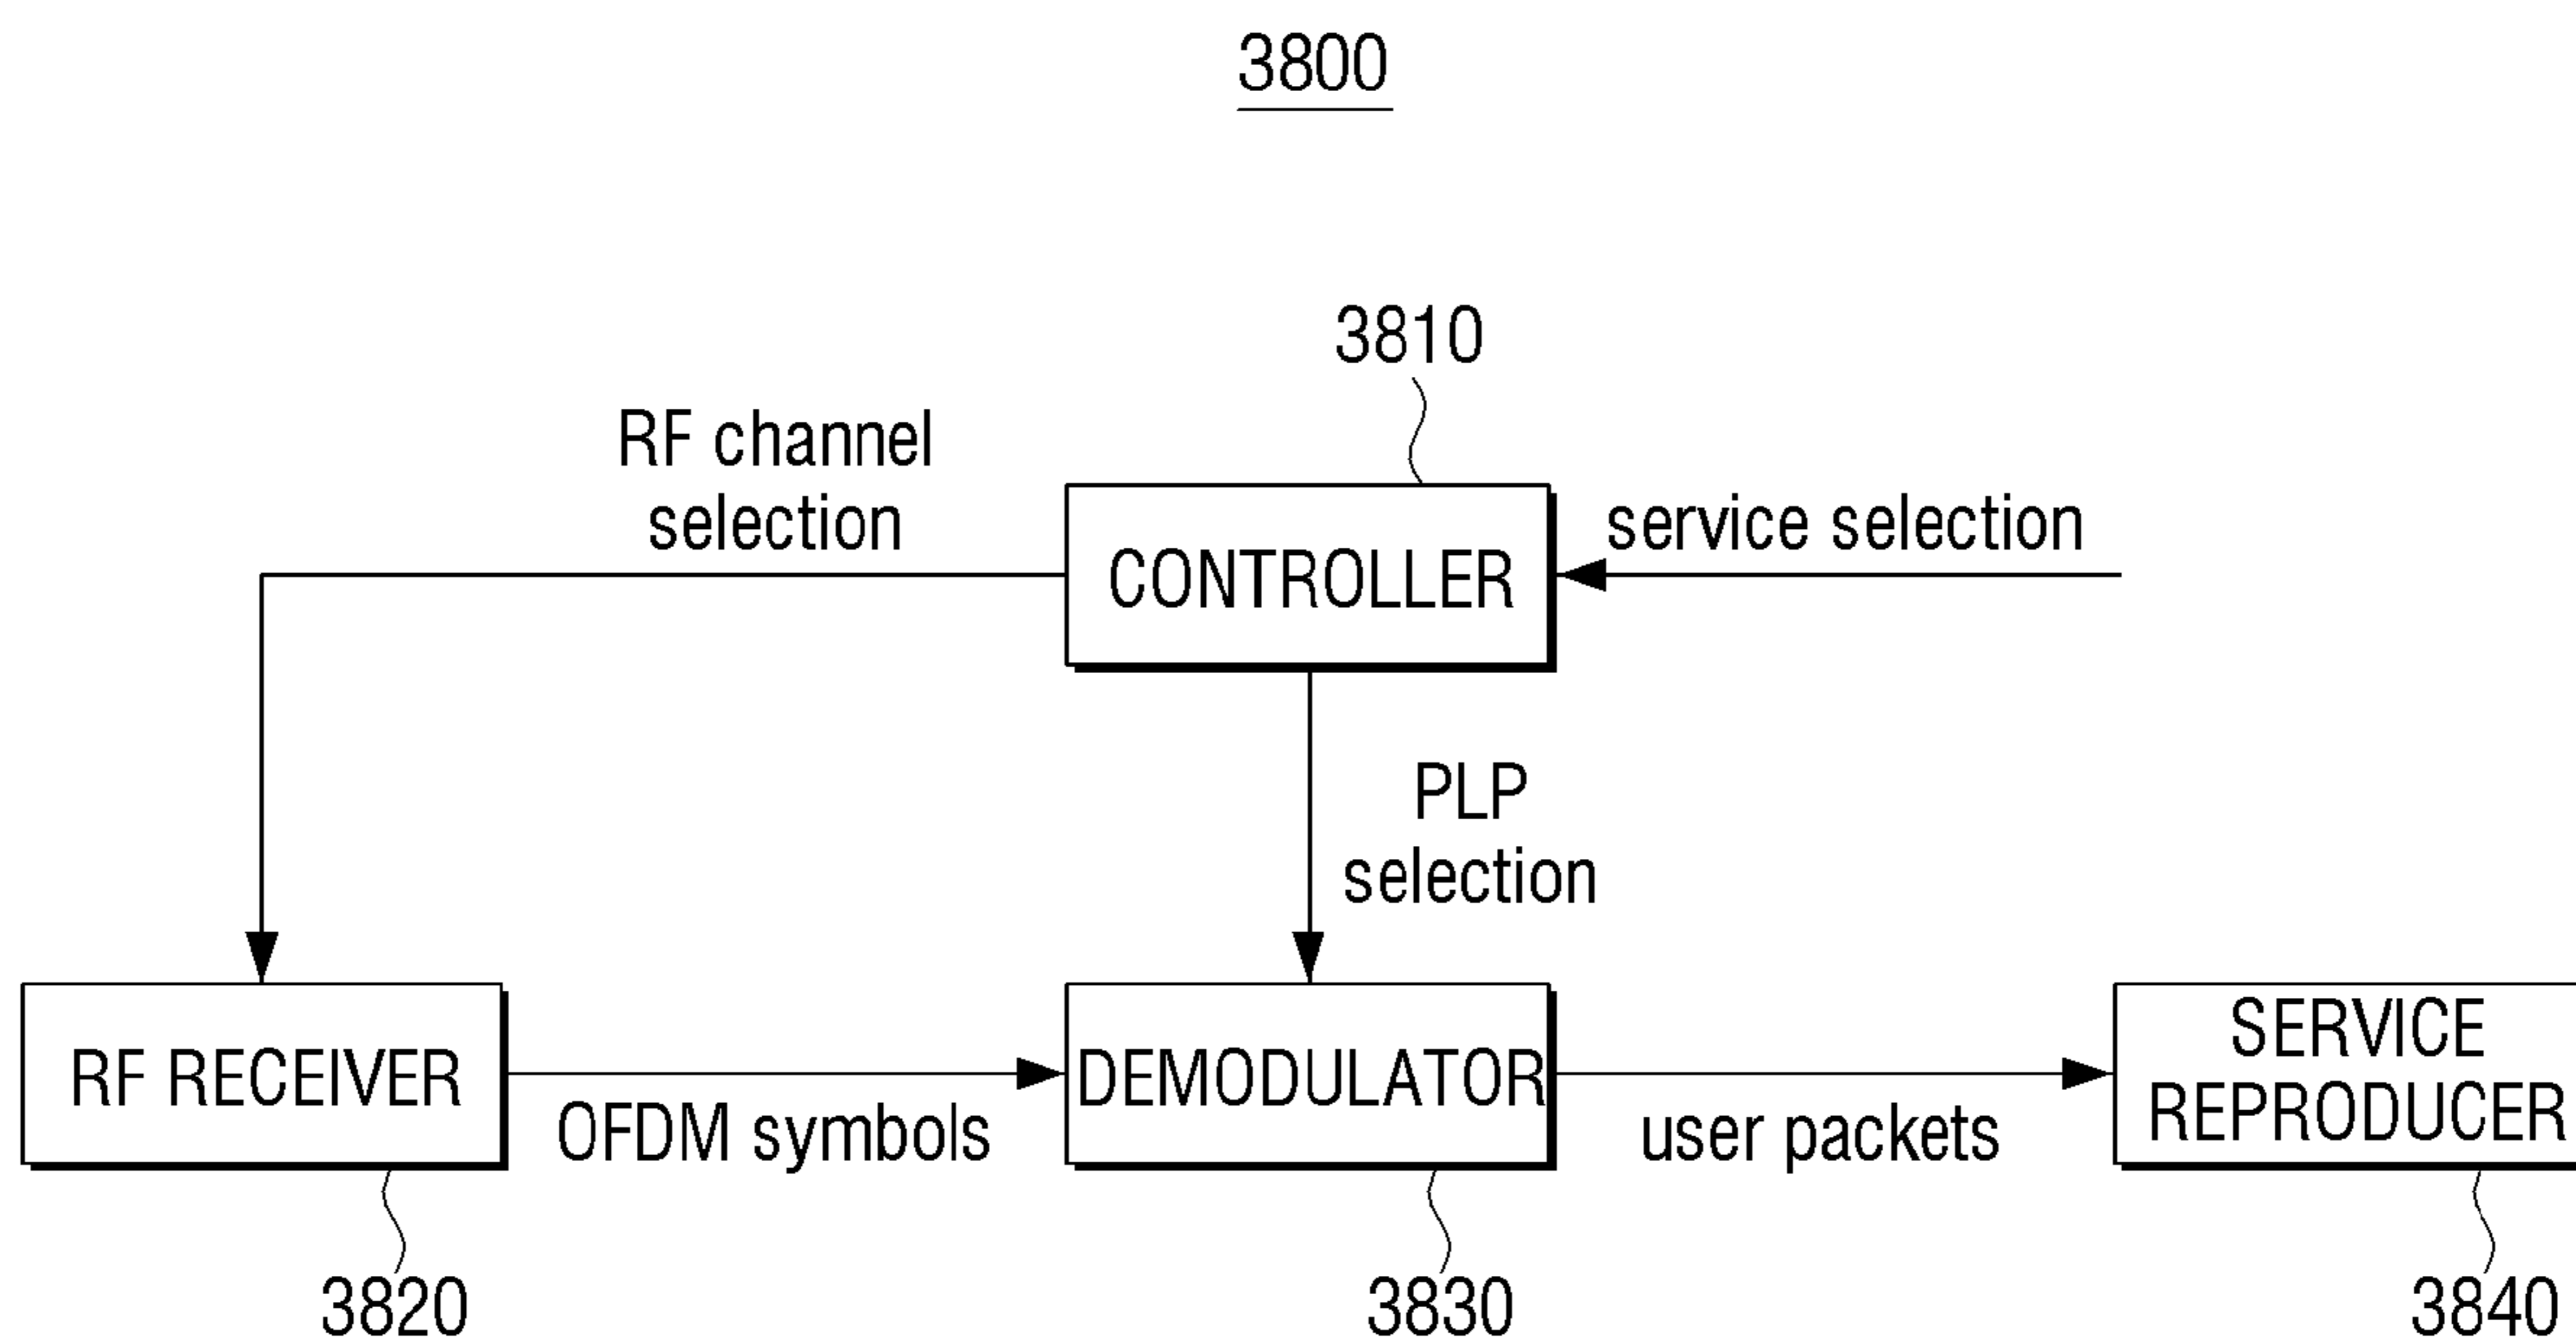 3800
3810
RF channel
selection
CONTROLLER
service selection
PLP
selection
RF RECEIVER
OFDM symbols
DEMODULATOR
user packets
SERVICE
REPRODUCER
3820
3830
3840